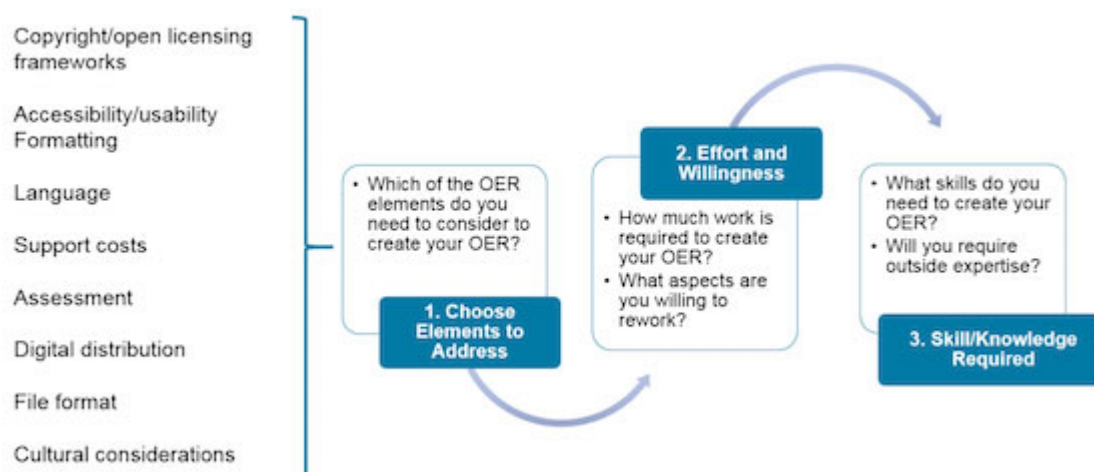 Copyright/open licensing
frameworks
Accessibility/usability
Formatting
Language
Support costs
Assessment
Digital distribution
File format
Cultural considerations
• Which of the OER
elements do you
need to consider to
create your OER?
1. Choose
Elements to
Address
2. Effort and
Willingness
• How much work is
required to create
your OER?
• What aspects are
you willing to
rework?
• What skills do you
need to create your
OER?
• Will you require
outside expertise?
3. Skill/Knowledge
Required